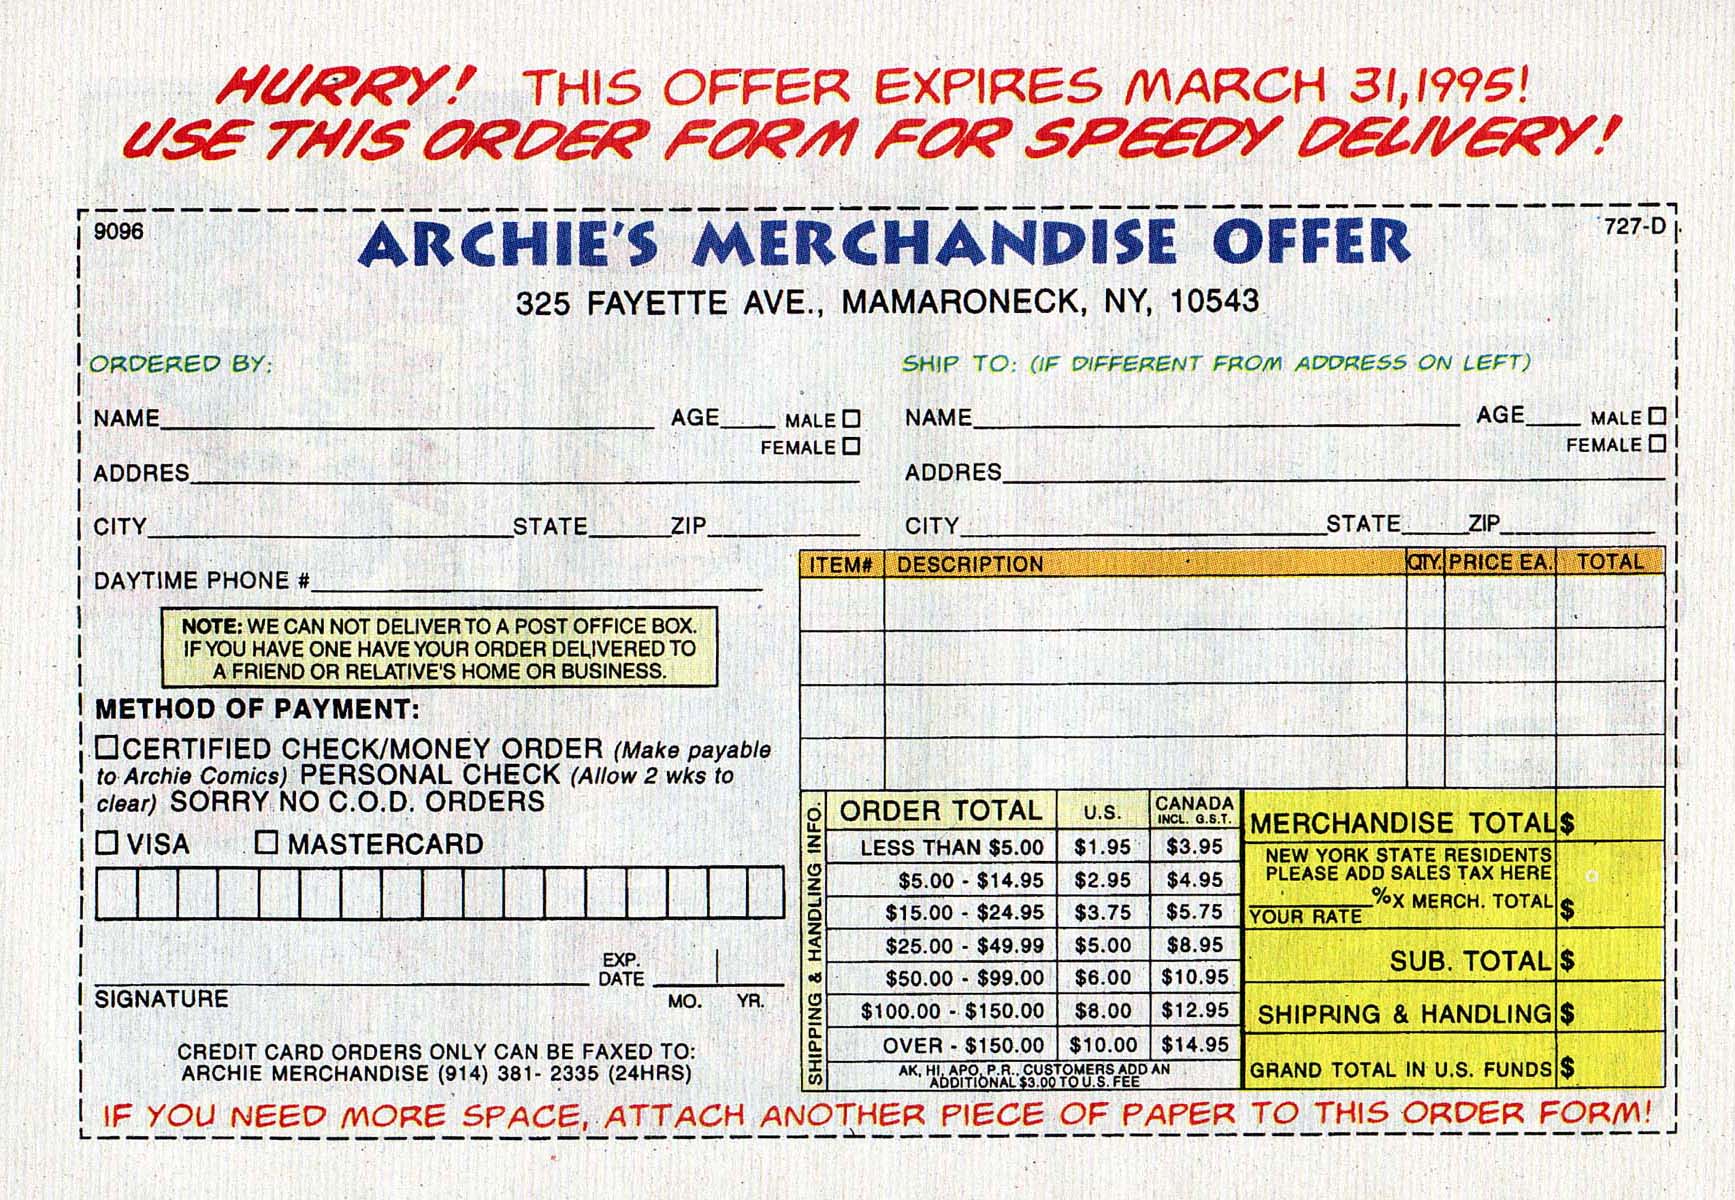 HURRY! THIS OFFER EXPIRES MARCH 31, 1995!
USE THIS ORDER FORM FOR SPEEDY DELIVERY!
9096
ARCHIE'S MERCHANDISE OFFER
727-D
325 FAYETTE AVE., MAMARONECK, NY, 10543
ORDERED BY:
NAME AGE MALE
FEMALE
ADDRES
CITY STATE ZIP
DAYTIME PHONE #
SHIP TO: (IF DIFFERENT FROM ADDRESS ON LEFT)
NAME AGE MALE
FEMALE
ADDRES
CITY STATE ZIP
NOTE: WE CAN NOT DELIVER TO A POST OFFICE BOX.
IF YOU HAVE ONE HAVE YOUR ORDER DELIVERED TO
A FRIEND OR RELATIVE'S HOME OR BUSINESS.
METHOD OF PAYMENT:
CERTIFIED CHECK/MONEY ORDER (Make payable
to Archie Comics) PERSONAL CHECK (Allow 2 wks to
clear) SORRY NO C.O.D. ORDERS
VISA MASTERCARD
EXP.
DATE
SIGNATURE MO. YR.
CREDIT CARD ORDERS ONLY CAN BE FAXED TO:
ARCHIE MERCHANDISE (914) 381- 2335 (24HRS)
ITEM# DESCRIPTION QTY. PRICE EA. TOTAL
SHIPPING & HANDLING INFO.
ORDER TOTAL U.S. CANADA
INCL. G.S.T.
LESS THAN $5.00 $1.95 $3.95
$5.00 - $14.95 $2.95 $4.95
$15.00 - $24.95 $3.75 $5.75
$25.00 - $49.99 $5.00 $8.95
$50.00 - $99.00 $6.00 $10.95
$100.00 - $150.00 $8.00 $12.95
OVER - $150.00 $10.00 $14.95
AK, HI, APO, P.R., CUSTOMERS ADD AN
ADDITIONAL $3.00 TO U.S. FEE
MERCHANDISE TOTAL $
NEW YORK STATE RESIDENTS
PLEASE ADD SALES TAX HERE
%X MERCH. TOTAL $
YOUR RATE
SUB. TOTAL $
SHIPPING & HANDLING $
GRAND TOTAL IN U.S. FUNDS $
IF YOU NEED MORE SPACE, ATTACH ANOTHER PIECE OF PAPER TO THIS ORDER FORM!